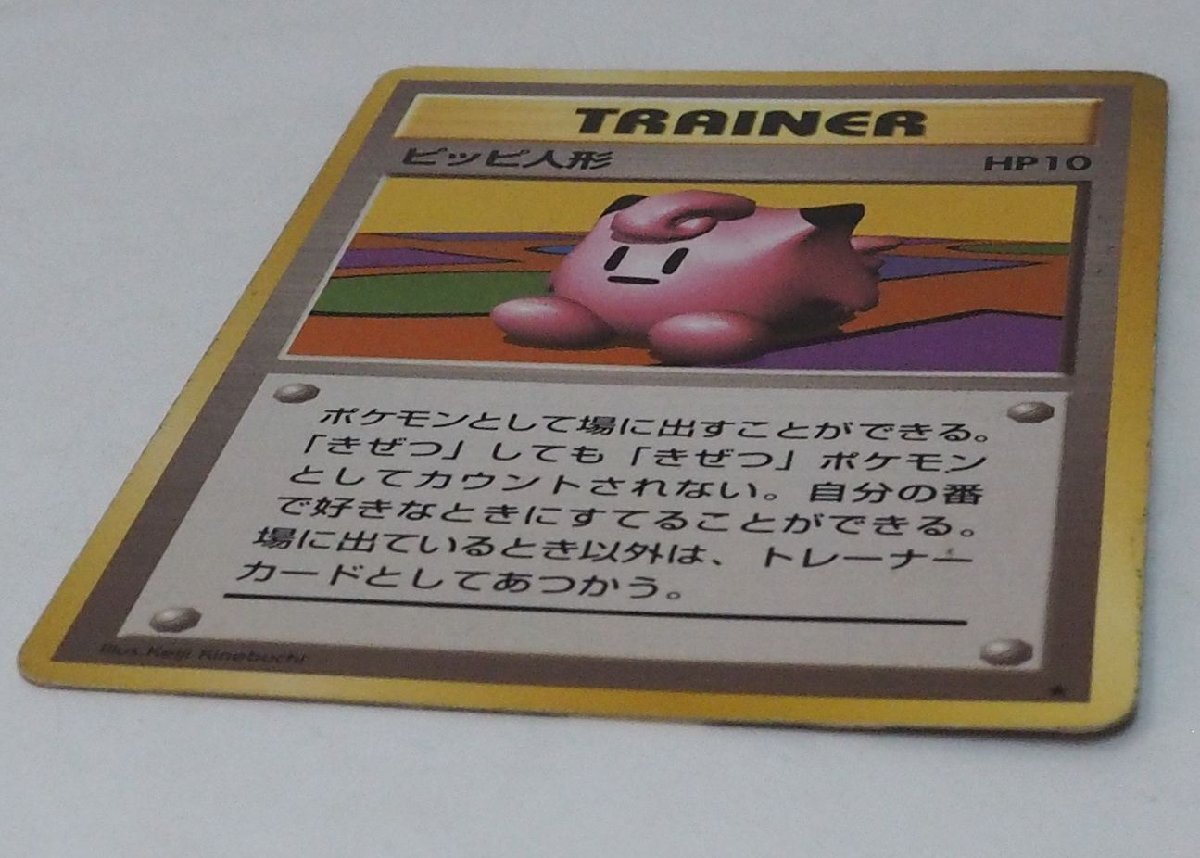 TRAINER
ピッピ人形 HP10
ポケモンとして場に出すことができる。
「きぜつ」しても「きぜつ」ポケモン
としてカウントされない。自分の番
で好きなときにすてることができる。
場に出ているとき以外は、トレーナー
カードとしてあつかう。
Illus. Keiji Kinebuchi
★